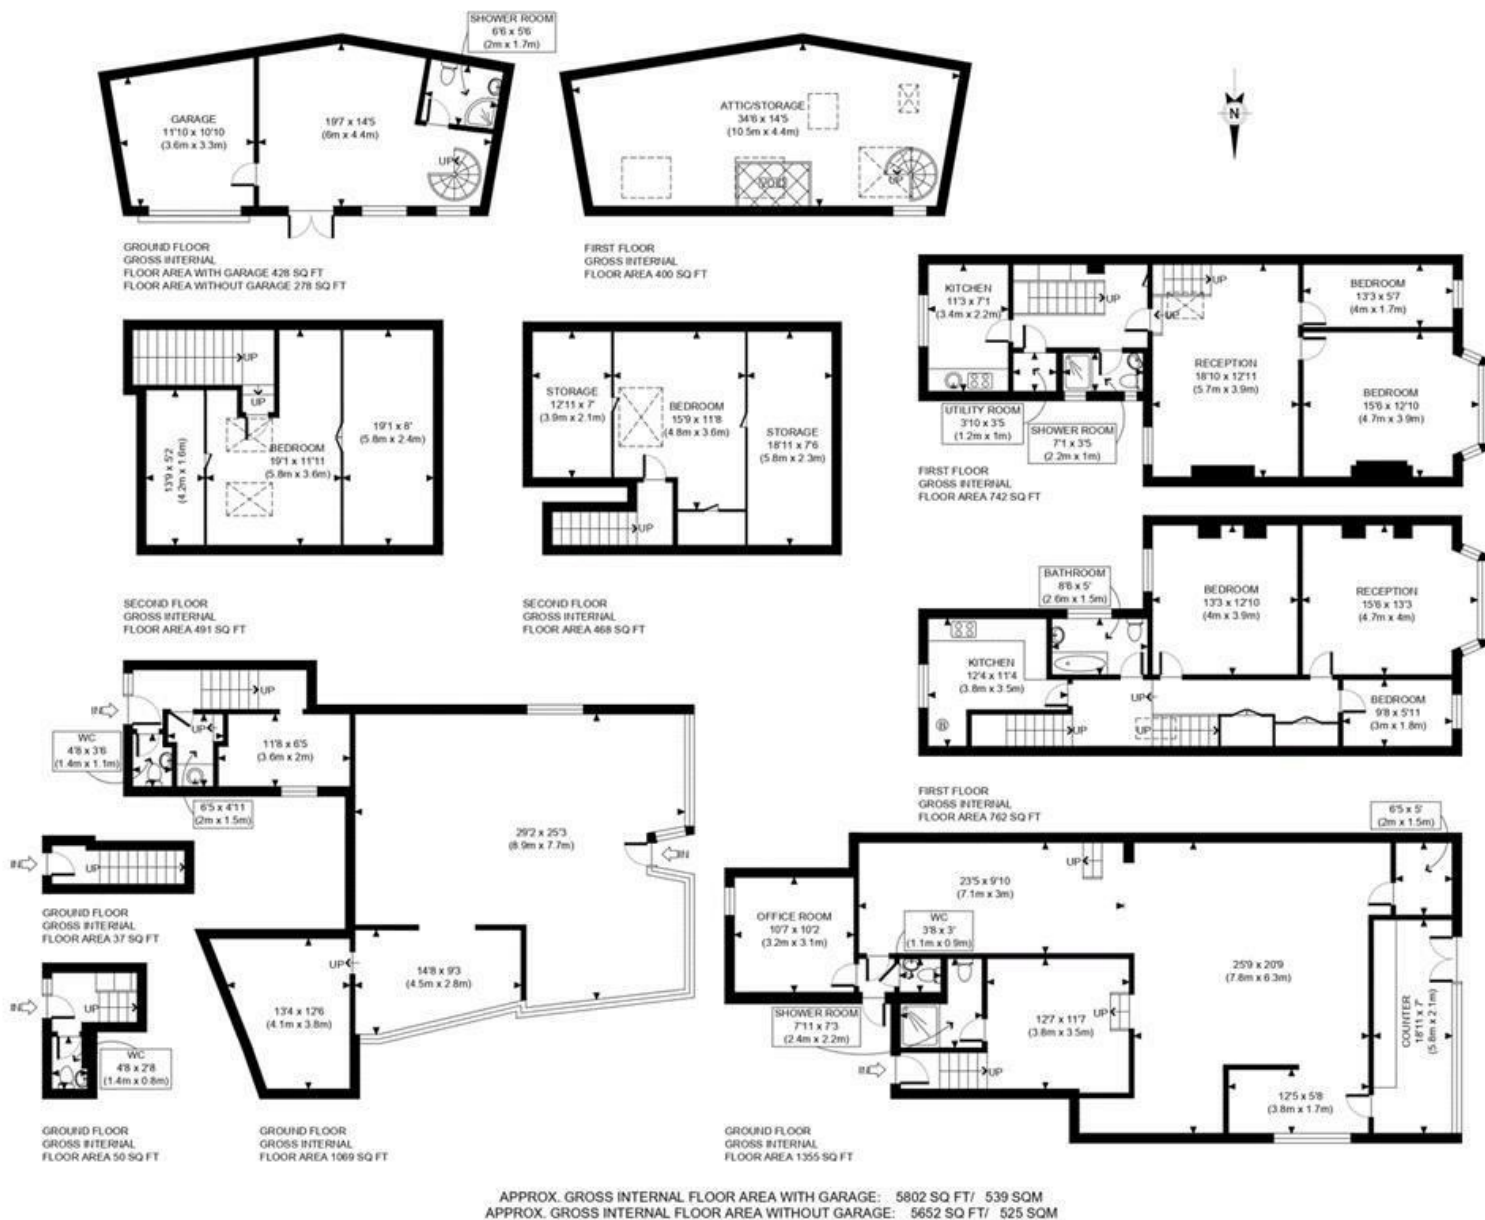 SHOWER ROOM
6'6 x 5'6
(2m x 1.7m)
GARAGE
11'10 x 10'10
(3.6m x 3.3m)
19'7 x 14'5
(6m x 4.4m)
UP
GROUND FLOOR
GROSS INTERNAL
FLOOR AREA WITH GARAGE 428 SQ FT
FLOOR AREA WITHOUT GARAGE 278 SQ FT
ATTIC/STORAGE
34'6 x 14'5
(10.5m x 4.4m)
VOID
UP
FIRST FLOOR
GROSS INTERNAL
FLOOR AREA 400 SQ FT
N
KITCHEN
11'3 x 7'1
(3.4m x 2.2m)
UP
UP
UP
RECEPTION
18'10 x 12'11
(5.7m x 3.9m)
BEDROOM
13'3 x 5'7
(4m x 1.7m)
BEDROOM
15'6 x 12'10
(4.7m x 3.9m)
UTILITY ROOM
3'10 x 3'5
(1.2m x 1m)
SHOWER ROOM
7'1 x 3'5
(2.2m x 1m)
FIRST FLOOR
GROSS INTERNAL
FLOOR AREA 742 SQ FT
UP
UP
13'9 x 5'2
(4.2m x 1.6m)
BEDROOM
19'1 x 11'11
(5.8m x 3.6m)
19'1 x 8'
(5.8m x 2.4m)
SECOND FLOOR
GROSS INTERNAL
FLOOR AREA 491 SQ FT
STORAGE
12'11 x 7'
(3.9m x 2.1m)
BEDROOM
15'9 x 11'8
(4.8m x 3.6m)
STORAGE
18'11 x 7'6
(5.8m x 2.3m)
UP
SECOND FLOOR
GROSS INTERNAL
FLOOR AREA 468 SQ FT
BATHROOM
8'6 x 5'
(2.6m x 1.5m)
BEDROOM
13'3 x 12'10
(4m x 3.9m)
RECEPTION
15'6 x 13'3
(4.7m x 4m)
KITCHEN
12'4 x 11'4
(3.8m x 3.5m)
UP
UP
UP
BEDROOM
9'8 x 5'11
(3m x 1.8m)
FIRST FLOOR
GROSS INTERNAL
FLOOR AREA 762 SQ FT
IN
UP
UP
WC
4'8 x 3'6
(1.4m x 1.1m)
11'8 x 6'5
(3.6m x 2m)
6'5 x 4'11
(2m x 1.5m)
29'2 x 25'3
(8.9m x 7.7m)
IN
IN
UP
GROUND FLOOR
GROSS INTERNAL
FLOOR AREA 37 SQ FT
UP
14'8 x 9'3
(4.5m x 2.8m)
13'4 x 12'6
(4.1m x 3.8m)
IN
UP
WC
4'8 x 2'8
(1.4m x 0.8m)
GROUND FLOOR
GROSS INTERNAL
FLOOR AREA 50 SQ FT
GROUND FLOOR
GROSS INTERNAL
FLOOR AREA 1069 SQ FT
6'5 x 5'
(2m x 1.5m)
UP
23'5 x 9'10
(7.1m x 3m)
OFFICE ROOM
10'7 x 10'2
(3.2m x 3.1m)
WC
3'8 x 3'
(1.1m x 0.9m)
25'9 x 20'9
(7.8m x 6.3m)
SHOWER ROOM
7'11 x 7'3
(2.4m x 2.2m)
12'7 x 11'7
(3.8m x 3.5m)
UP
COUNTER
18'11 x 7'
(5.8m x 2.1m)
IN
UP
12'5 x 5'8
(3.8m x 1.7m)
GROUND FLOOR
GROSS INTERNAL
FLOOR AREA 1355 SQ FT
APPROX. GROSS INTERNAL FLOOR AREA WITH GARAGE: 5802 SQ FT/ 539 SQM
APPROX. GROSS INTERNAL FLOOR AREA WITHOUT GARAGE: 5652 SQ FT/ 525 SQM